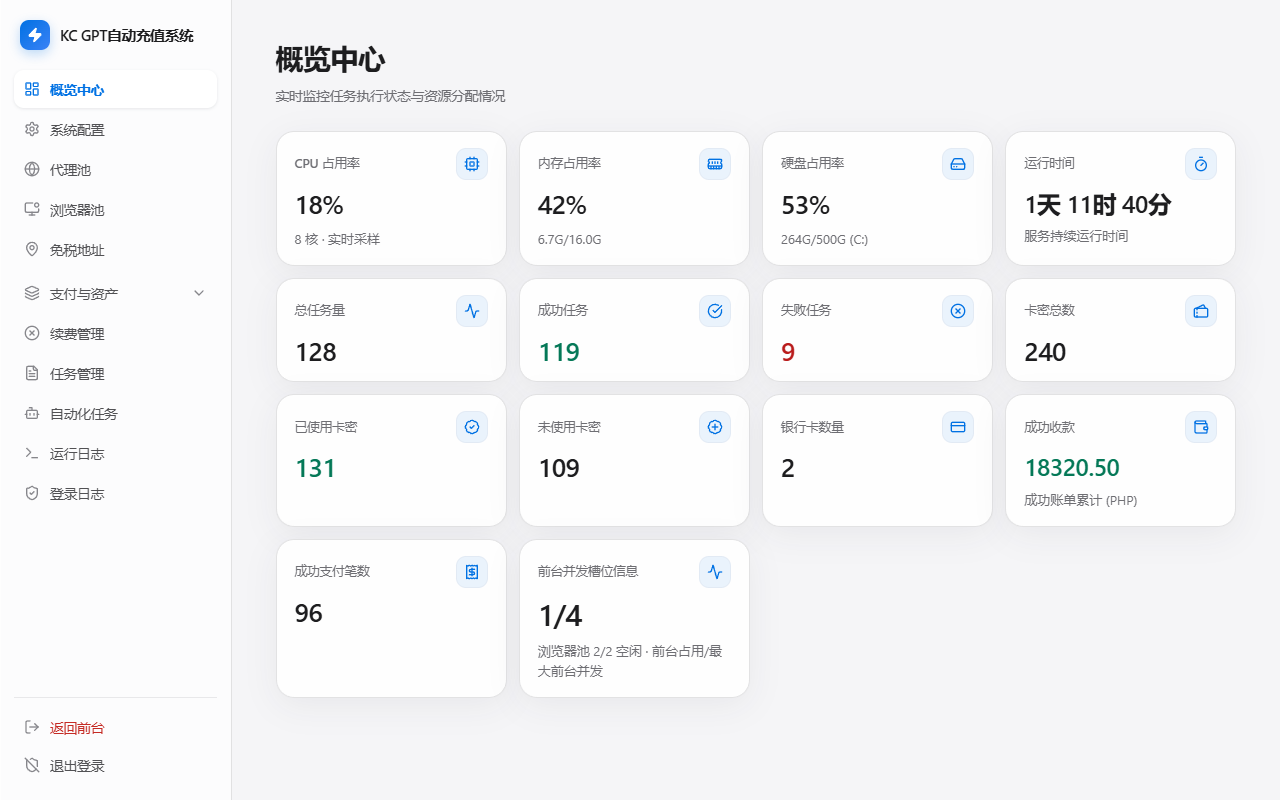 KC GPT自动充值系统
概览中心
系统配置
代理池
浏览器池
免税地址
支付与资产
续费管理
任务管理
自动化任务
运行日志
登录日志
返回前台
退出登录
概览中心
实时监控任务执行状态与资源分配情况
CPU 占用率
18%
8 核 · 实时采样
内存占用率
42%
6.7G/16.0G
硬盘占用率
53%
264G/500G (C:)
运行时间
1天 11时 40分
服务持续运行时间
总任务量
128
成功任务
119
失败任务
9
卡密总数
240
已使用卡密
131
未使用卡密
109
银行卡数量
2
成功收款
18320.50
成功账单累计 (PHP)
成功支付笔数
96
前台并发槽位信息
1/4
浏览器池 2/2 空闲 · 前台占用/最
大前台并发